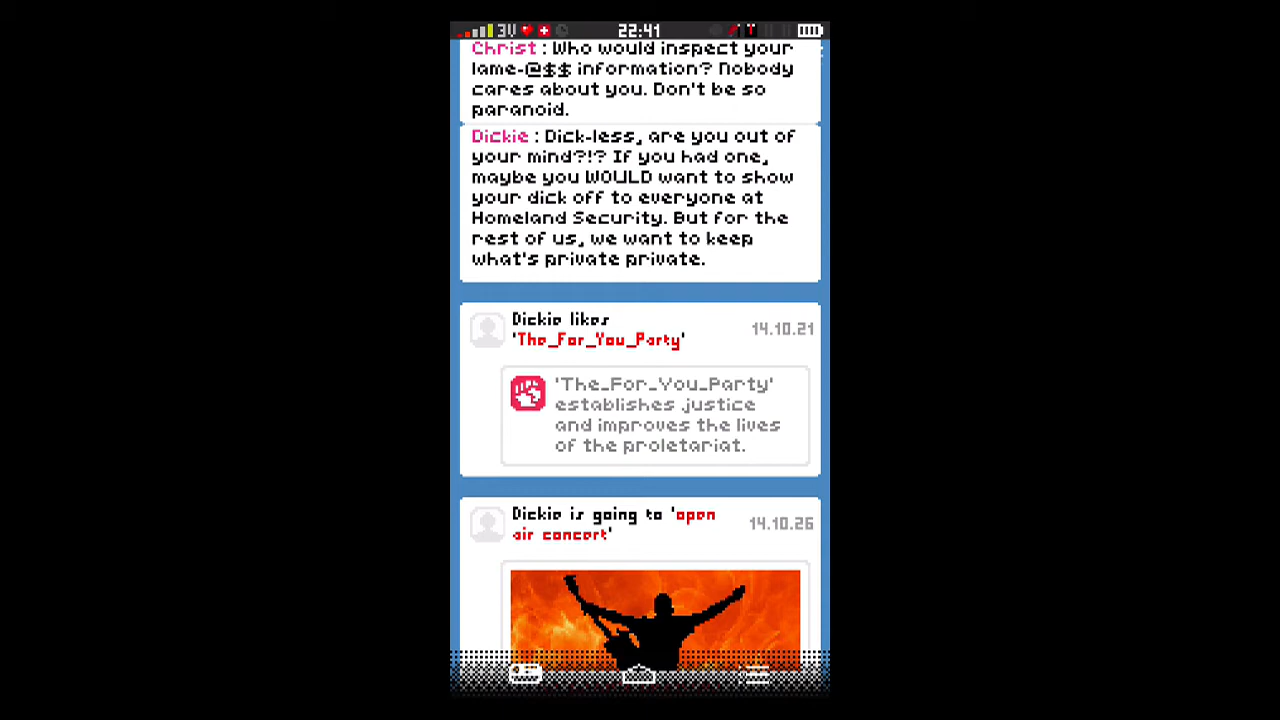 3V 22:41
Christ : Who would inspect your
lame-@$$ information? Nobody
cares about you. Don't be so
paranoid.
Dickie : Dick-less, are you out of
your mind?!? If you had one,
maybe you WOULD want to show
your dick off to everyone at
Homeland Security. But for the
rest of us, we want to keep
what's private private.
Dickie likes
'The_For_You_Party'
14.10.21
'The_For_You_Party'
establishes justice
and improves the lives
of the proletariat.
Dickie is going to 'open
air concert'
14.10.26